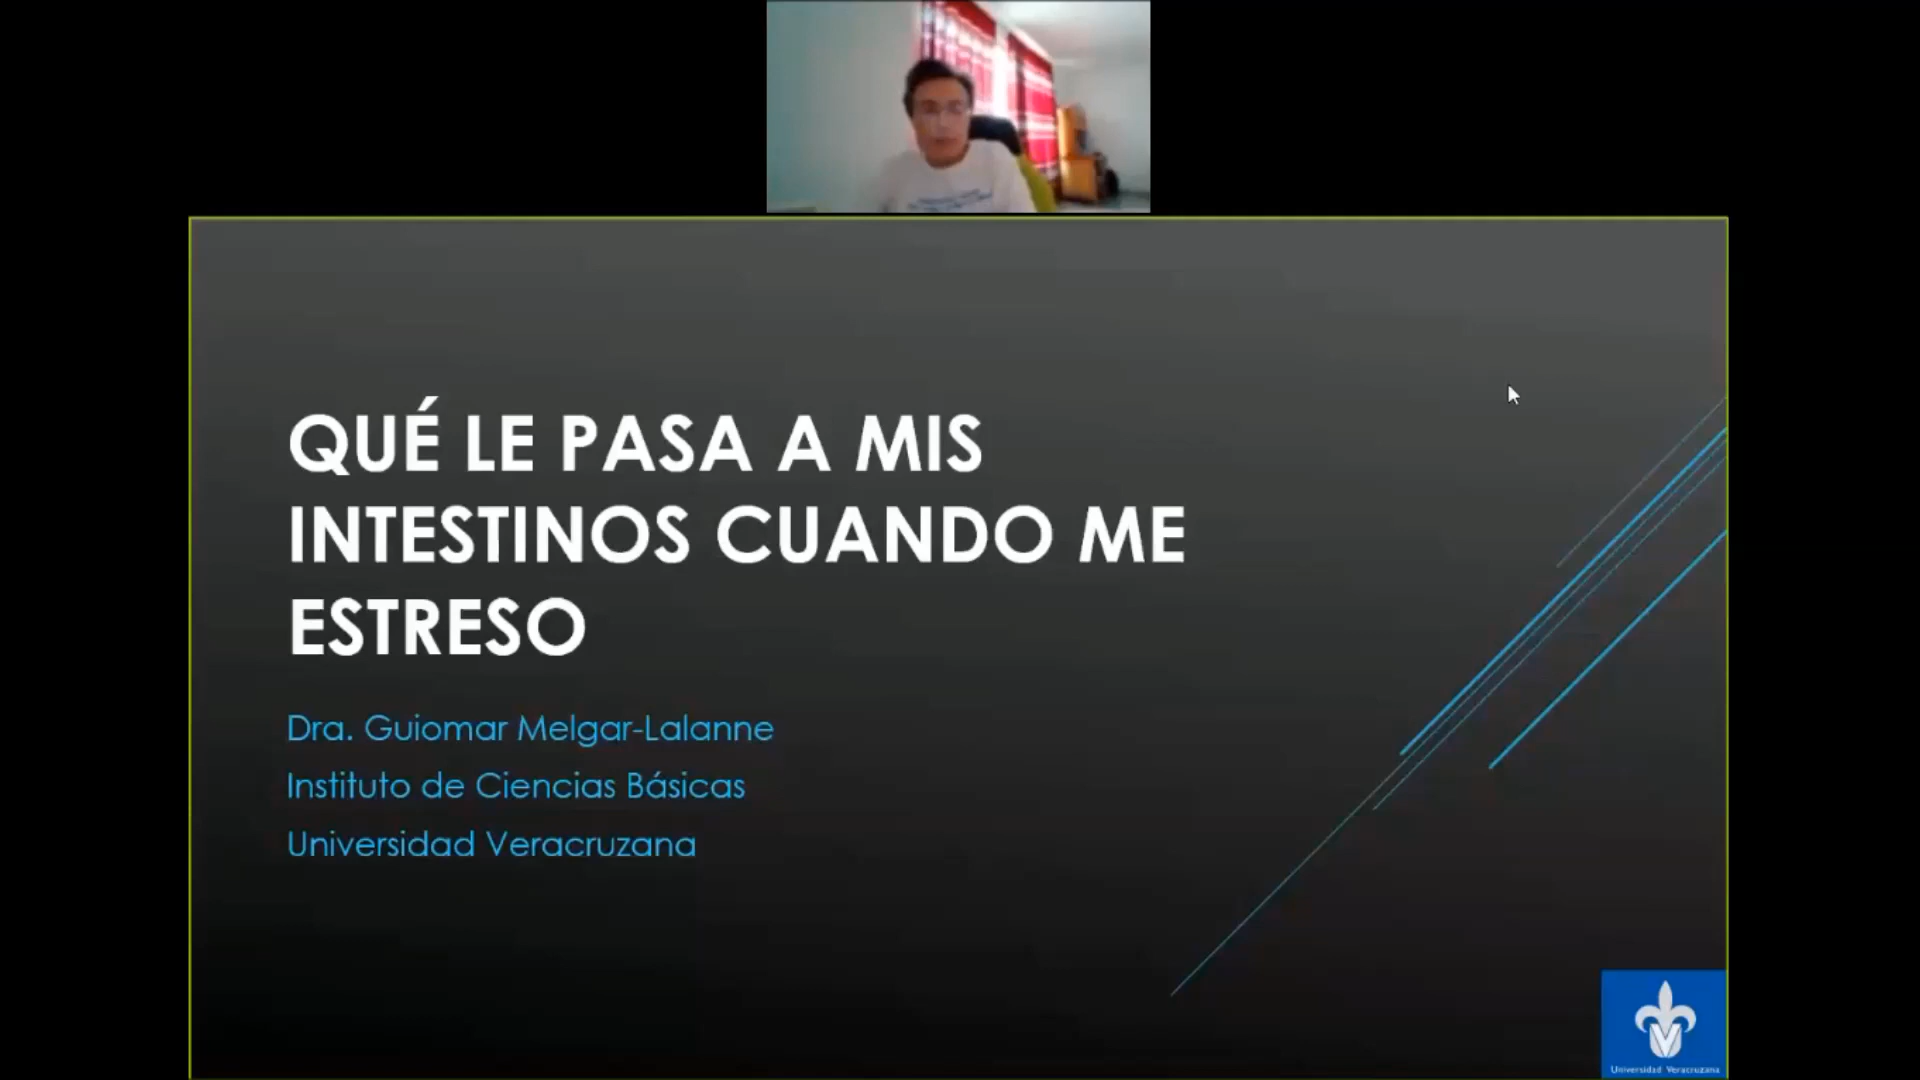 QUÉ LE PASA A MIS
INTESTINOS CUANDO ME
ESTRESO
Dra. Guiomar Melgar-Lalanne
Instituto de Ciencias Básicas
Universidad Veracruzana
Universidad Veracruzana